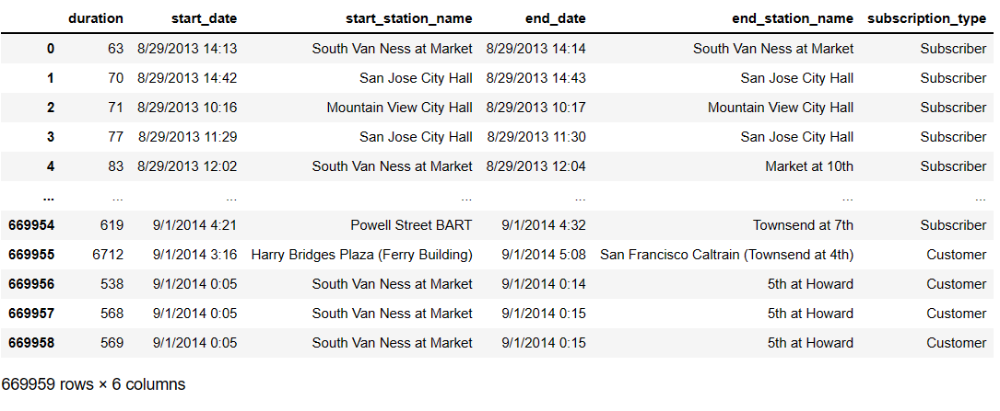 duration start_date start_station_name end_date end_station_name subscription_type
0 63 8/29/2013 14:13 South Van Ness at Market 8/29/2013 14:14 South Van Ness at Market Subscriber
1 70 8/29/2013 14:42 San Jose City Hall 8/29/2013 14:43 San Jose City Hall Subscriber
2 71 8/29/2013 10:16 Mountain View City Hall 8/29/2013 10:17 Mountain View City Hall Subscriber
3 77 8/29/2013 11:29 San Jose City Hall 8/29/2013 11:30 San Jose City Hall Subscriber
4 83 8/29/2013 12:02 South Van Ness at Market 8/29/2013 12:04 Market at 10th Subscriber
... ... ... ... ... ... ...
669954 619 9/1/2014 4:21 Powell Street BART 9/1/2014 4:32 Townsend at 7th Subscriber
669955 6712 9/1/2014 3:16 Harry Bridges Plaza (Ferry Building) 9/1/2014 5:08 San Francisco Caltrain (Townsend at 4th) Customer
669956 538 9/1/2014 0:05 South Van Ness at Market 9/1/2014 0:14 5th at Howard Customer
669957 568 9/1/2014 0:05 South Van Ness at Market 9/1/2014 0:15 5th at Howard Customer
669958 569 9/1/2014 0:05 South Van Ness at Market 9/1/2014 0:15 5th at Howard Customer
669959 rows × 6 columns